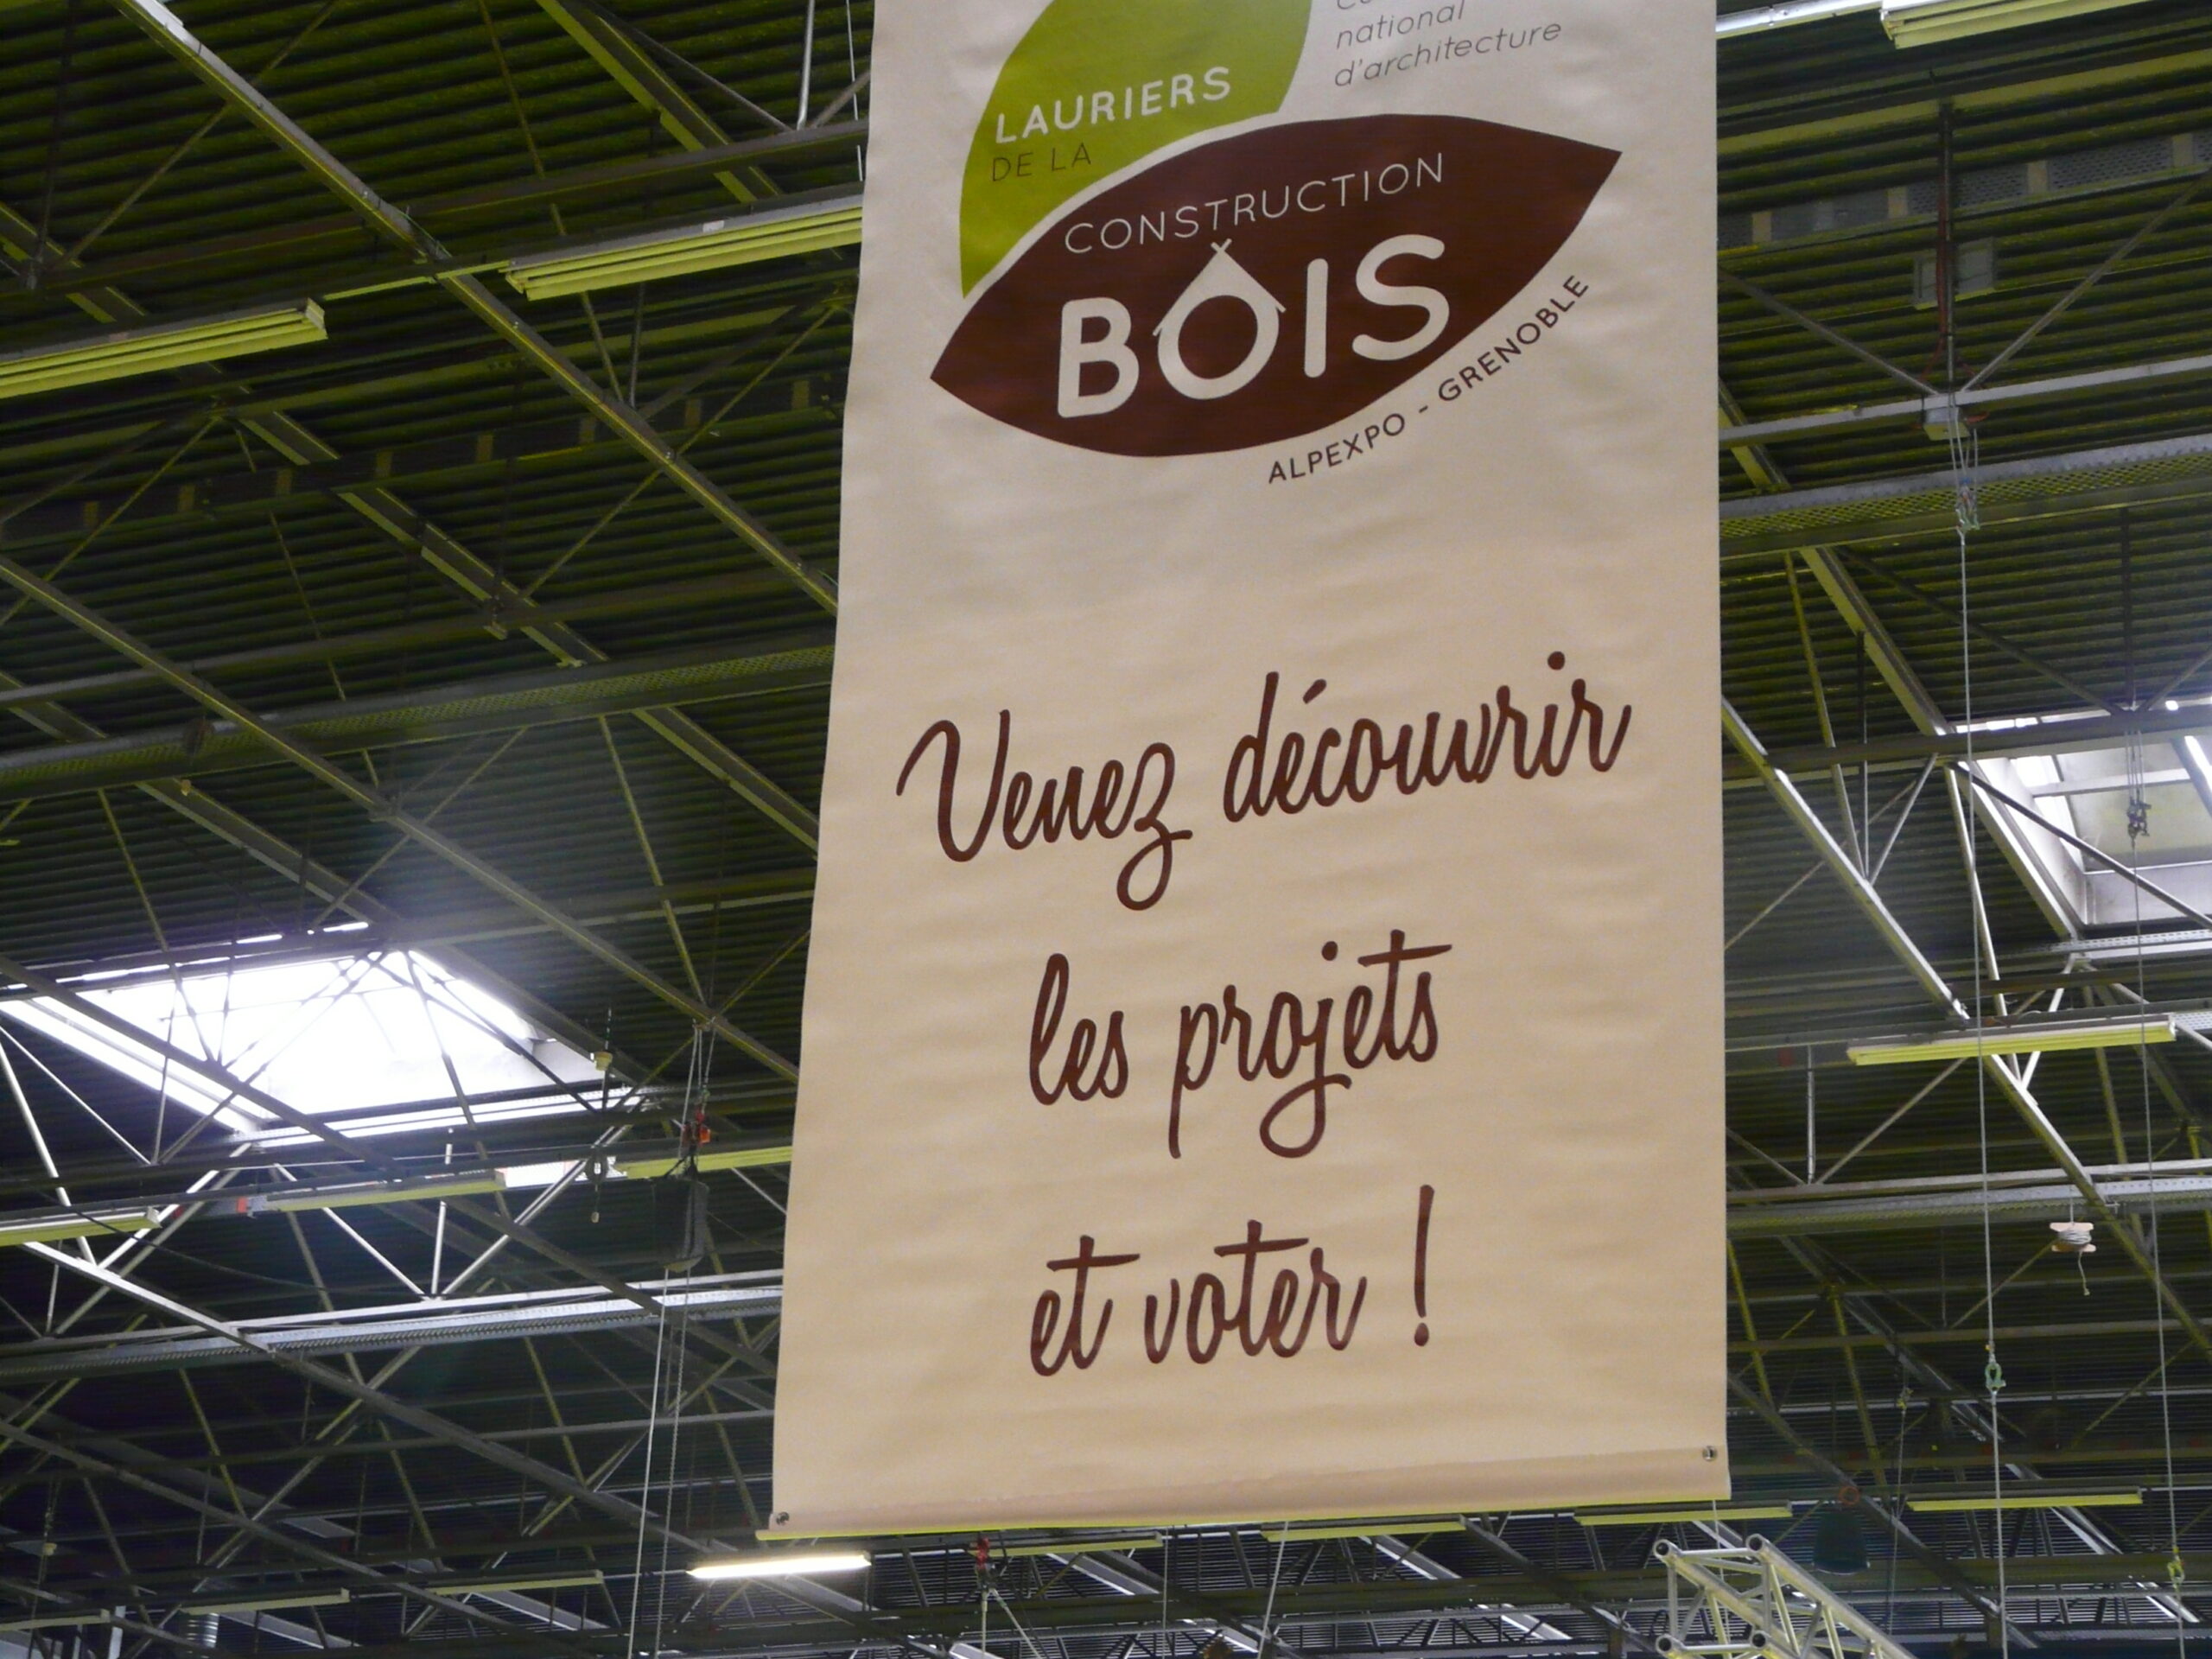 national
d'architecture
LAURIERS
DE LA
CONSTRUCTION
BOIS
ALPEXPO - GRENOBLE
Venez découvrir
les projets
et voter !